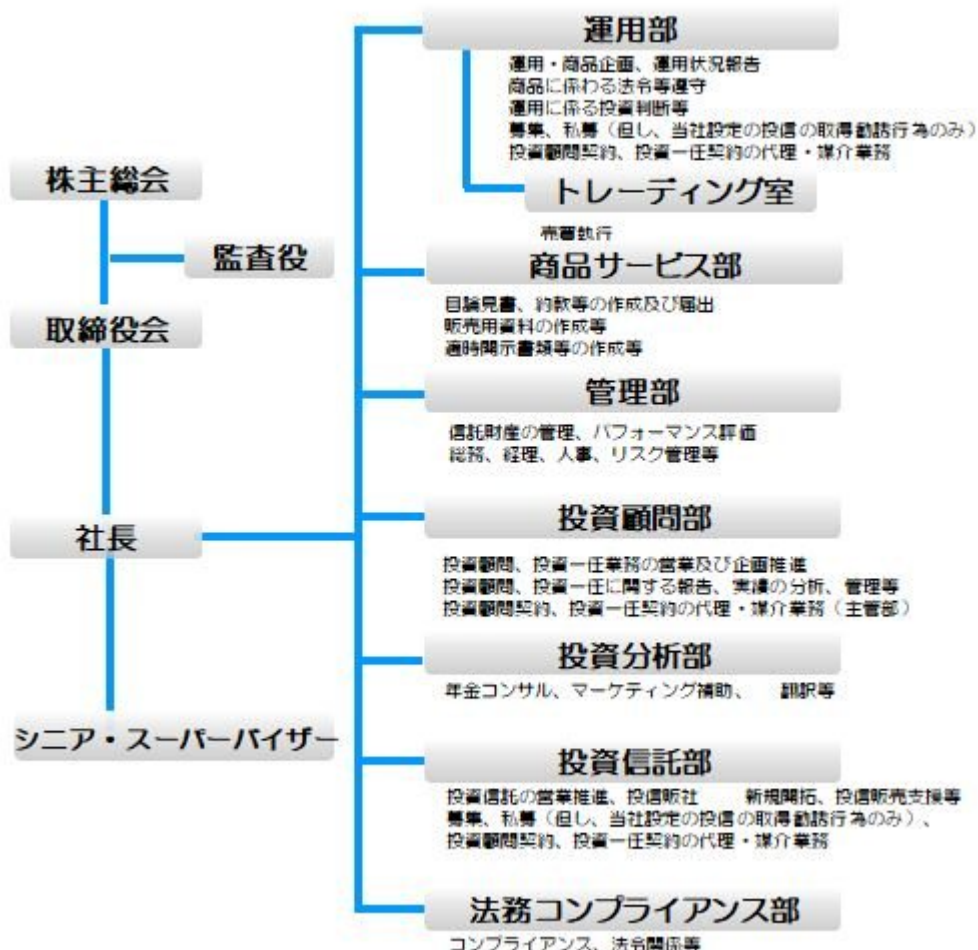 株主総会
監査役
取締役会
社長
シニア・スーパーバイザー
運用部
運用・商品企画、運用状況報告
商品に係わる法令等遵守
運用に係る投資判断等
募集、私募（但し、当社設定の投信の取得勧誘行為のみ）
投資顧問契約、投資一任契約の代理・媒介業務
トレーディング室
売買執行
商品サービス部
目論見書、約款等の作成及び届出
販売用資料の作成等
適時開示書類等の作成等
管理部
信託財産の管理、パフォーマンス評価
総務、経理、人事、リスク管理等
投資顧問部
投資顧問、投資一任業務の営業及び企画推進
投資顧問、投資一任に関する報告、実績の分析、管理等
投資顧問契約、投資一任契約の代理・媒介業務（主管部）
投資分析部
年金コンサル、マーケティング補助、　翻訳等
投資信託部
投資信託の営業推進、投信販社　新規開拓、投信販売支援等
募集、私募（但し、当社設定の投信の取得勧誘行為のみ）、
投資顧問契約、投資一任契約の代理・媒介業務
法務コンプライアンス部
コンプライアンス、法令関係等